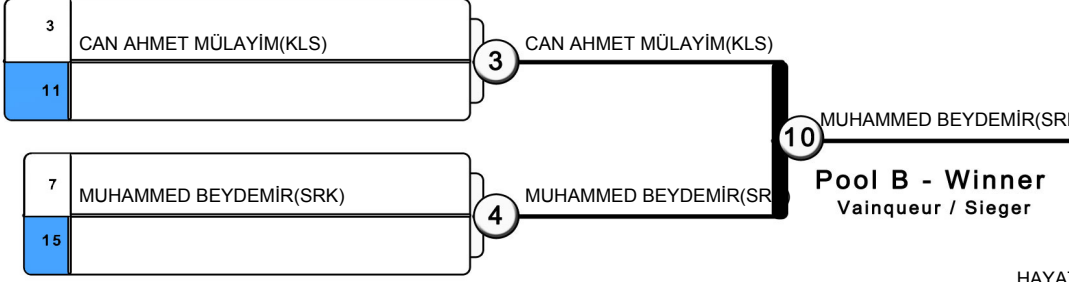 3
CAN AHMET MÜLAYİM(KLS)
11
3
CAN AHMET MÜLAYİM(KLS)
7
MUHAMMED BEYDEMİR(SRK)
15
4
MUHAMMED BEYDEMİR(SR
10
MUHAMMED BEYDEMİR(SR
Pool B - Winner
Vainqueur / Sieger
HAYA